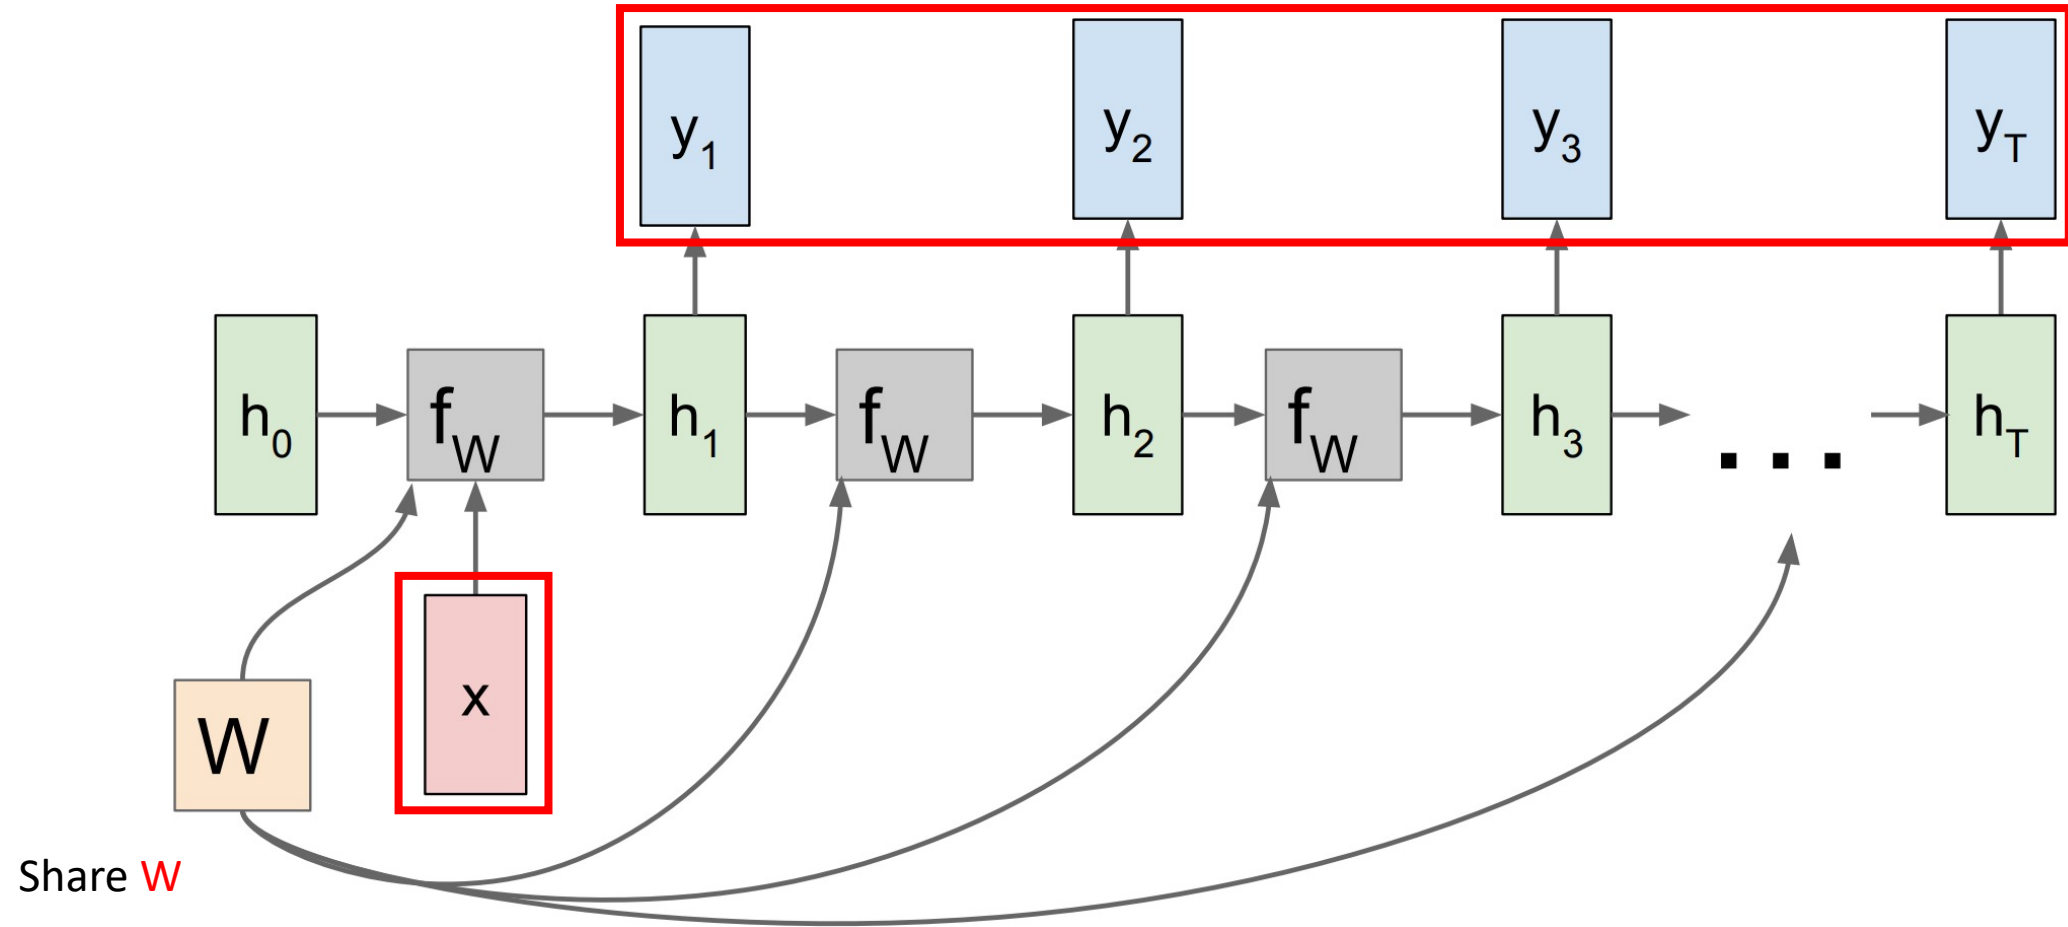 y1 y2 y3 yT
h0 fW h1 fW h2 fW h3 ... hT
x
W
Share W